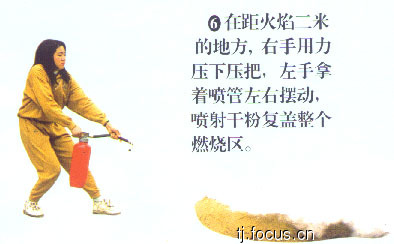 ❻在距火焰二米
的地方，右手用力
压下压把，左手拿
着喷管左右摆动，
喷射干粉复盖整个
燃烧区。
tj.focus.cn